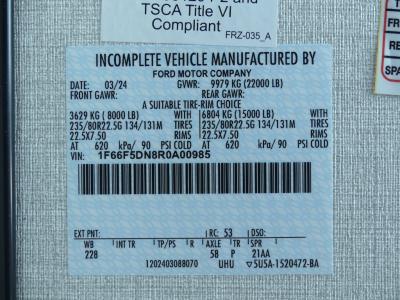 TSCA Title VI
Compliant
FRZ-035_A
INCOMPLETE VEHICLE MANUFACTURED BY
FORD MOTOR COMPANY
DATE: 03/24 GVWR: 9979 KG (22000 LB)
FRONT GAWR: REAR GAWR:
A SUITABLE TIRE-RIM CHOICE
3629 KG ( 8000 LB) WITH 6804 KG (15000 LB) WITH
235/80R22.5G 134/131M TIRES 235/80R22.5G 134/131M TIRES
22.5X7.50 RIMS 22.5X7.50 RIMS
AT 620 kPa/ 90 PSI COLD AT 620 kPa/ 90 PSI COLD
VIN: 1F66F5DN8R0A00985
EXT PNT: RC: 53 DSO:
WB INT TR TP/PS R AXLE TR SPR
228 58 P 21AA
1202403088070 UHU ▽5U5A-1520472-BA